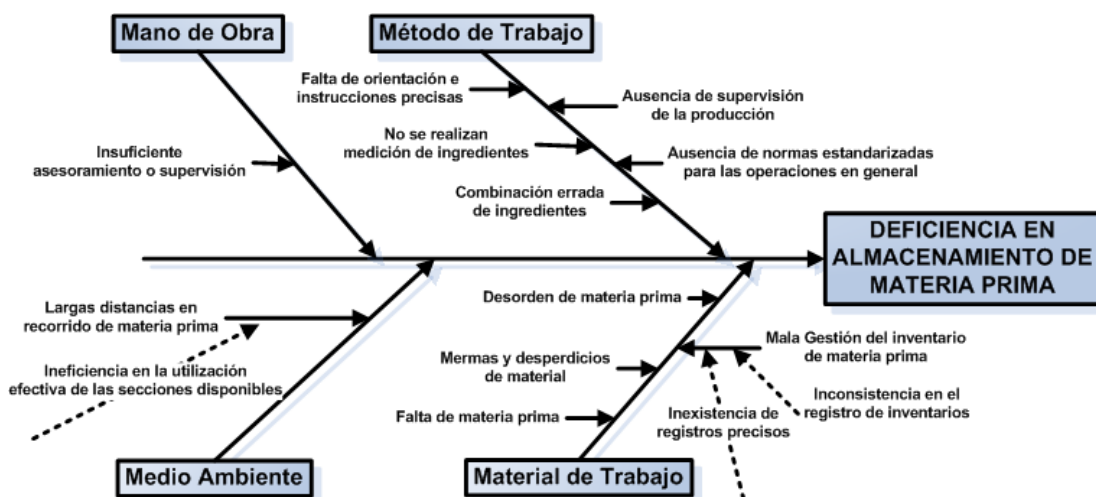 Mano de Obra
Método de Trabajo
Falta de orientación e
instrucciones precisas
Ausencia de supervisión
de la producción
No se realizan
medición de ingredientes
Insuficiente
asesoramiento o supervisión
Ausencia de normas estandarizadas
para las operaciones en general
Combinación errada
de ingredientes
DEFICIENCIA EN
ALMACENAMIENTO DE
MATERIA PRIMA
Largas distancias en
recorrido de materia prima
Desorden de materia prima
Mala Gestión del inventario
de materia prima
Ineficiencia en la utilización
efectiva de las secciones disponibles
Mermas y desperdicios
de material
Inconsistencia en el
registro de inventarios
Falta de materia prima
Inexistencia de
registros precisos
Medio Ambiente
Material de Trabajo